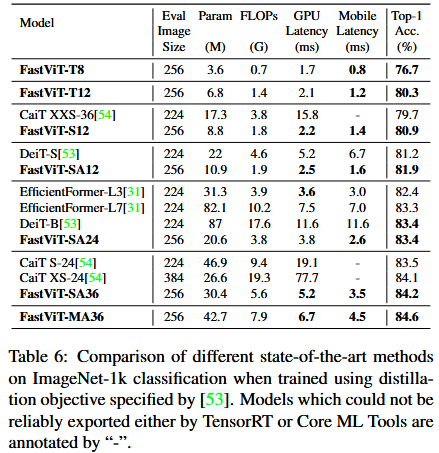 Model Eval Image Size Param (M) FLOPs (G) GPU Latency (ms) Mobile Latency (ms) Top-1 Acc. (%)
FastViT-T8 256 3.6 0.7 1.7 0.8 76.7
FastViT-T12 256 6.8 1.4 2.1 1.2 80.3
CaiT XXS-36[54] 224 17.3 3.8 15.8 - 79.7
FastViT-S12 256 8.8 1.8 2.2 1.4 80.9
DeiT-S[53] 224 22 4.6 5.2 6.7 81.2
FastViT-SA12 256 10.9 1.9 2.5 1.6 81.9
EfficientFormer-L3[31] 224 31.3 3.9 3.6 3.0 82.4
EfficientFormer-L7[31] 224 82.1 10.2 7.5 7.0 83.3
DeiT-B[53] 224 87 17.6 11.6 11.6 83.4
FastViT-SA24 256 20.6 3.8 3.8 2.6 83.4
CaiT S-24[54] 224 46.9 9.4 19.1 - 83.5
CaiT XS-24[54] 384 26.6 19.3 77.7 - 84.1
FastViT-SA36 256 30.4 5.6 5.2 3.5 84.2
FastViT-MA36 256 42.7 7.9 6.7 4.5 84.6
Table 6: Comparison of different state-of-the-art methods
on ImageNet-1k classification when trained using distilla-
tion objective specified by [53]. Models which could not be
reliably exported either by TensorRT or Core ML Tools are
annotated by “-”.